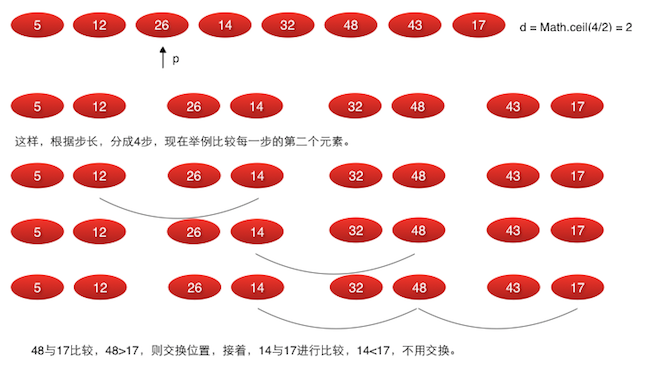 5 12 26 14 32 48 43 17 d = Math.ceil(4/2) = 2
p
5 12 26 14 32 48 43 17
这样，根据步长，分成4步，现在举例比较每一步的第二个元素。
5 12 26 14 32 48 43 17
5 12 26 14 32 48 43 17
5 12 26 14 32 48 43 17
48与17比较，48>17，则交换位置，接着，14与17进行比较，14<17，不用交换。